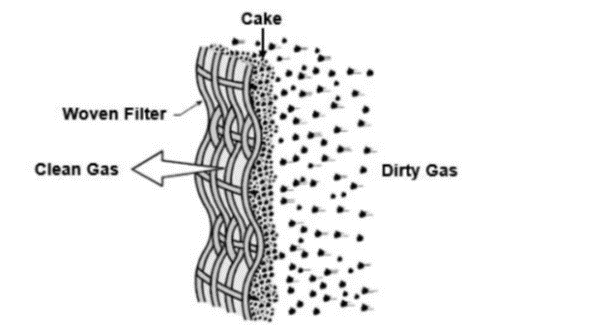 Cake
Woven Filter
Clean Gas
Dirty Gas